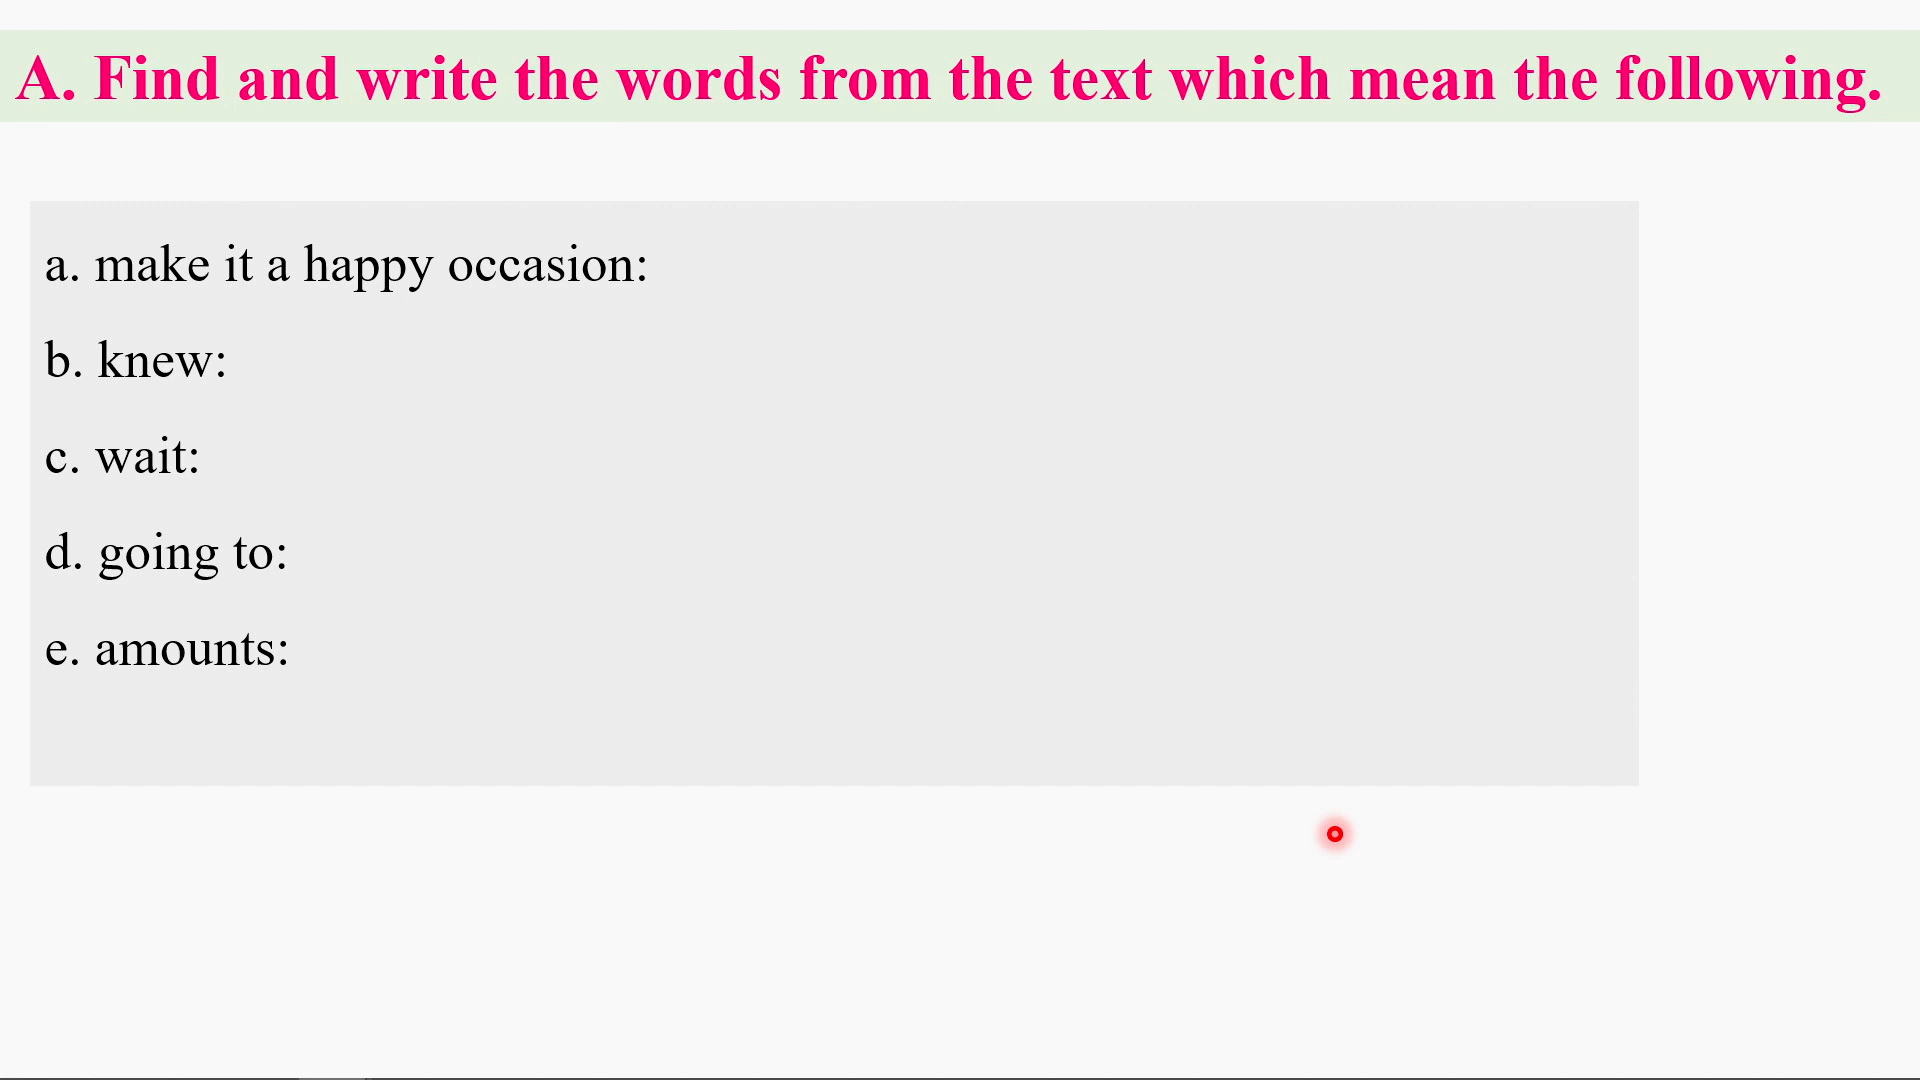 A. Find and write the words from the text which mean the following.
a. make it a happy occasion:
b. knew:
c. wait:
d. going to:
e. amounts: